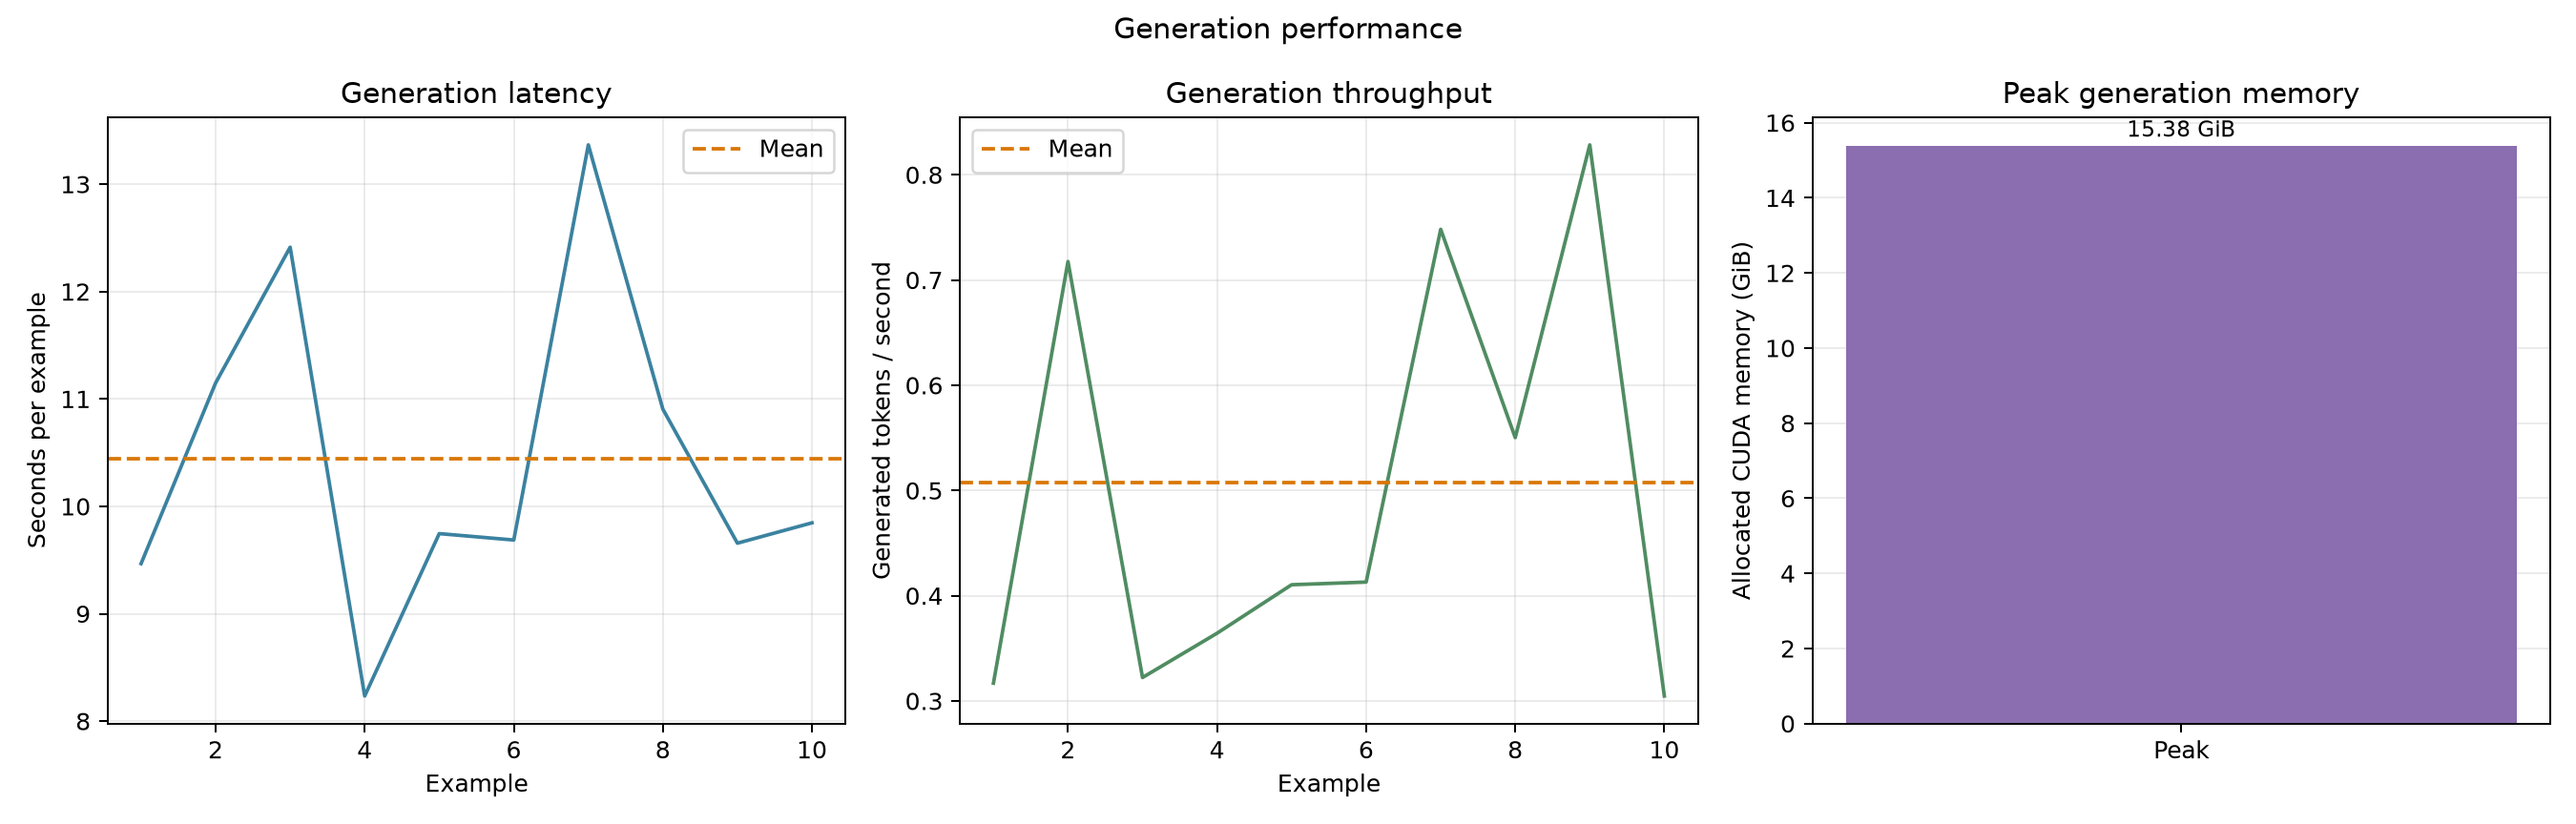 Generation performance
Generation latency
Mean
13
12
11
10
9
8
Seconds per example
2 4 6 8 10
Example
Generation throughput
Mean
0.8
0.7
0.6
0.5
0.4
0.3
Generated tokens / second
2 4 6 8 10
Example
Peak generation memory
15.38 GiB
16
14
12
10
8
6
4
2
0
Allocated CUDA memory (GiB)
Peak